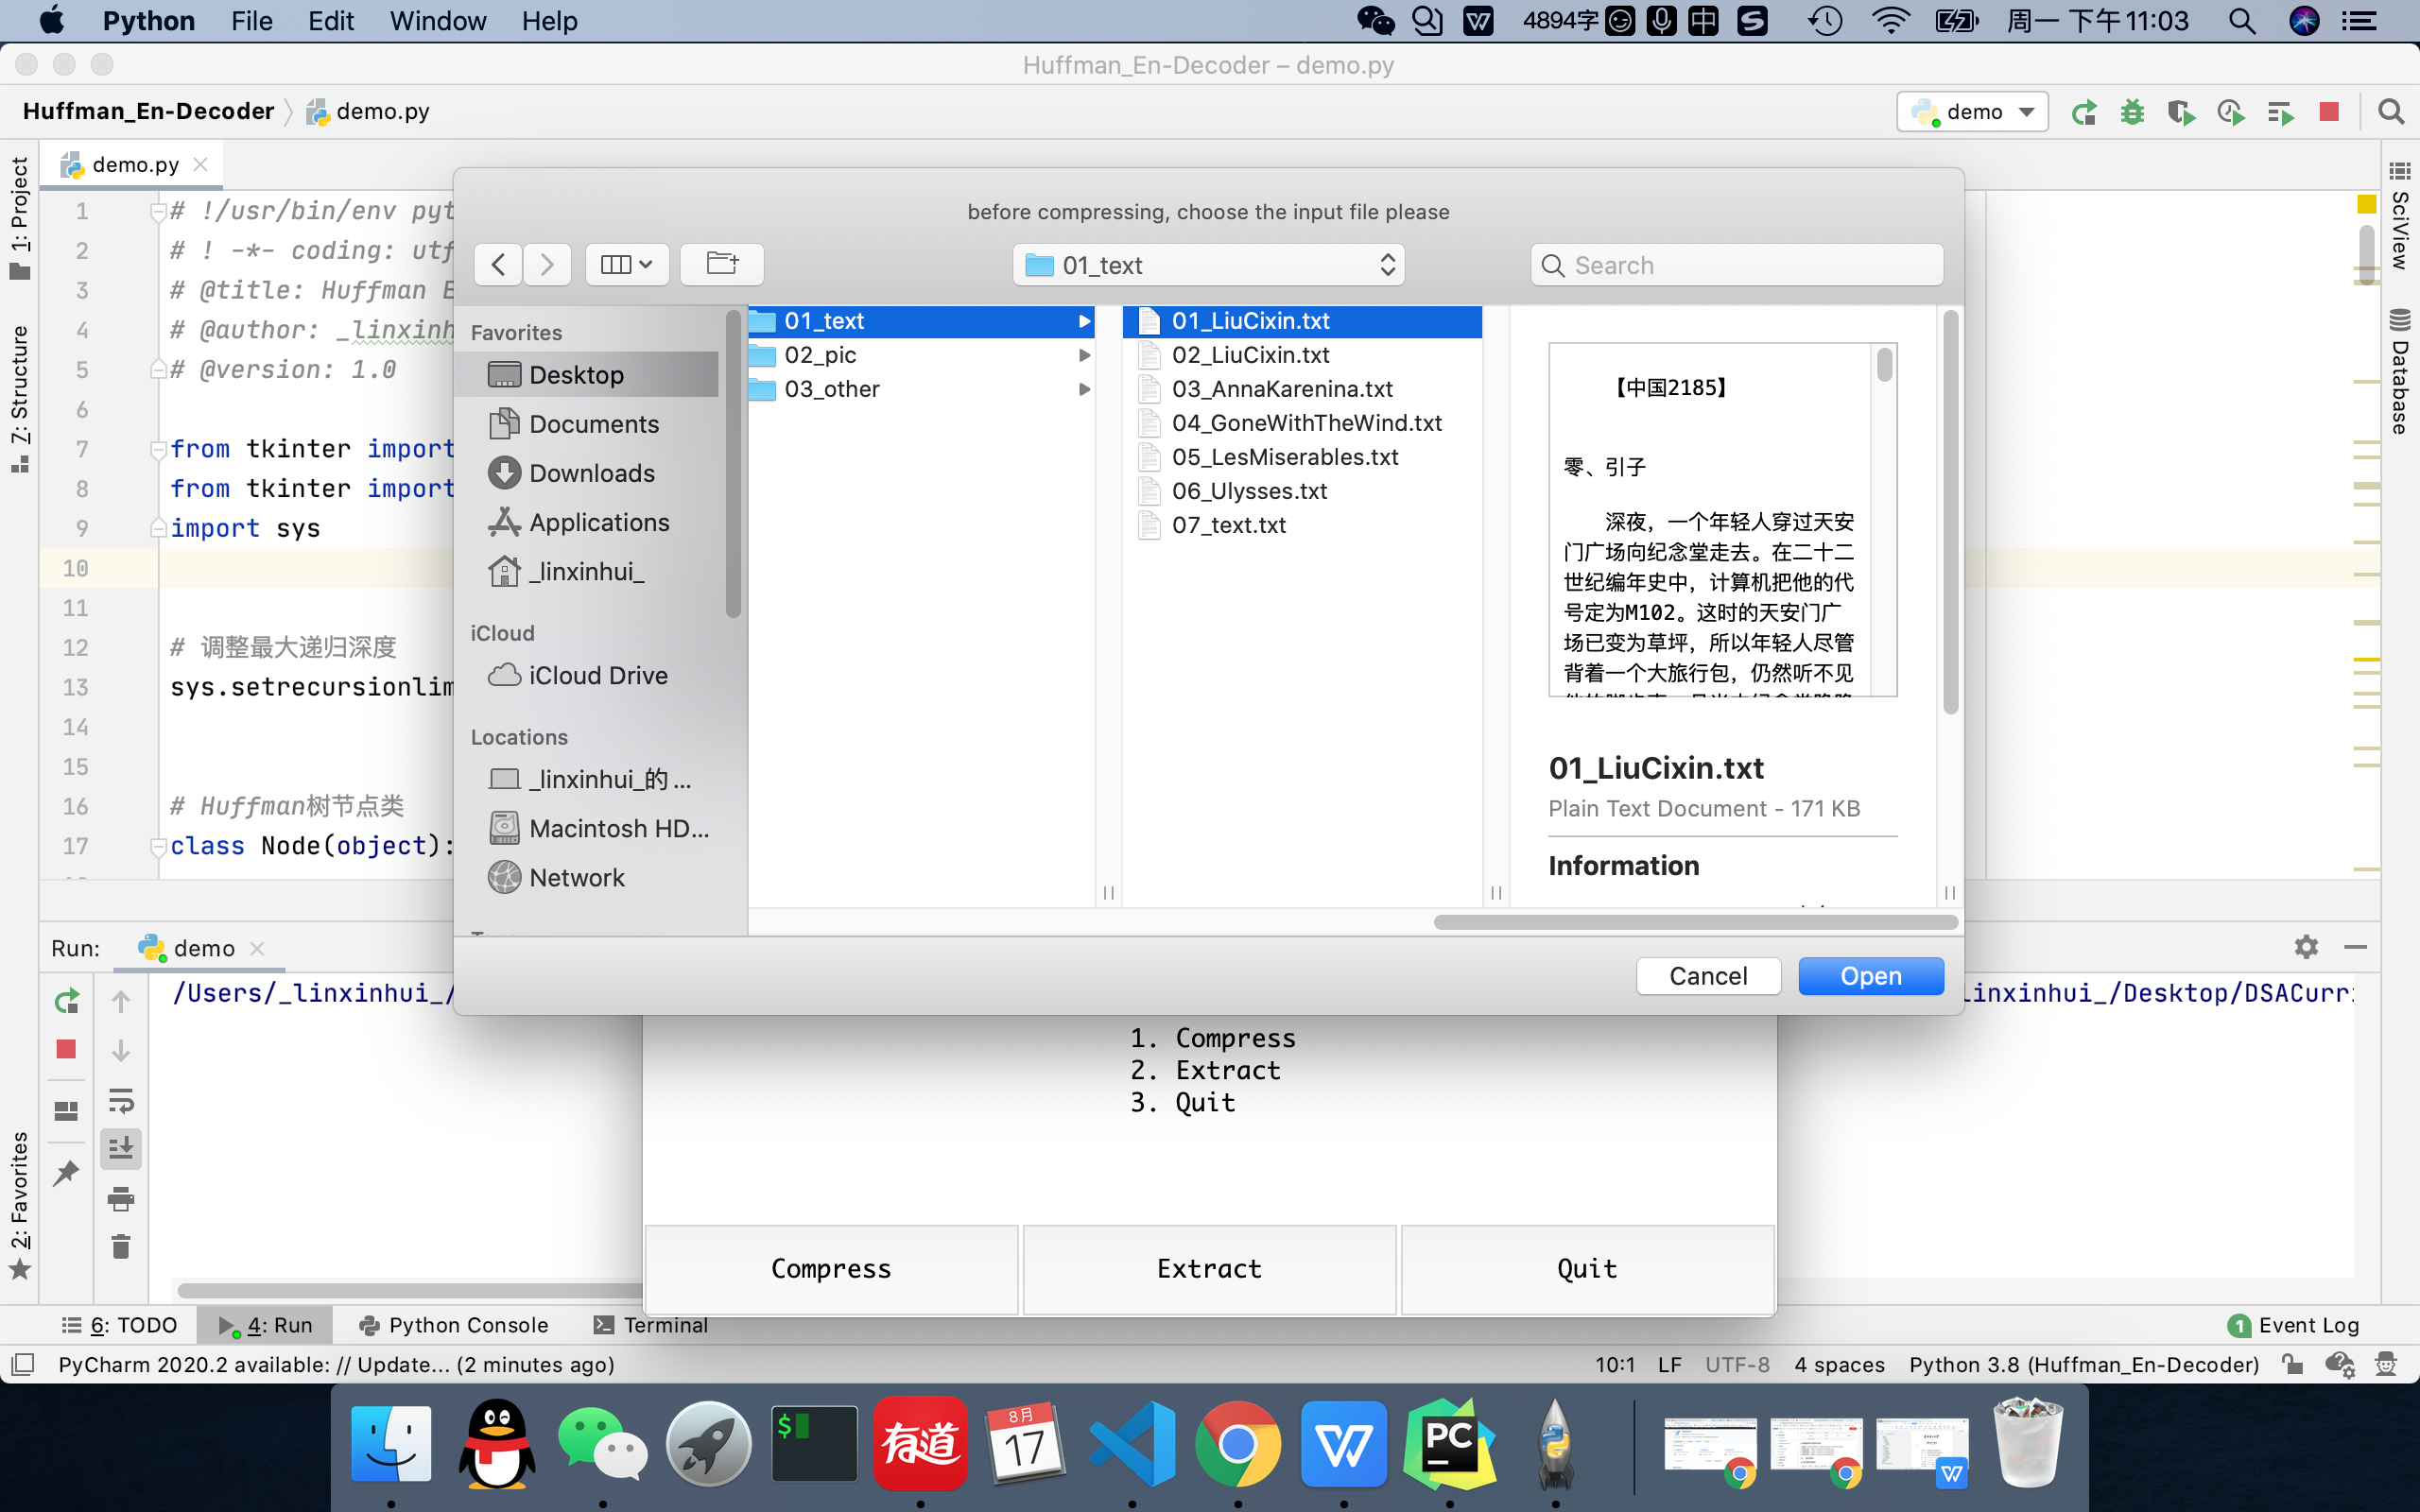 Python File Edit Window Help 4894字 中 周一 下午11:03
Huffman_En-Decoder – demo.py
Huffman_En-Decoder demo.py demo
demo.py
1: Project
7: Structure
2: Favorites
SciView
Database
1 # !/usr/bin/env pyt
2 # ! -*- coding: utf
3 # @title: Huffman E
4 # @author: _linxinh
5 # @version: 1.0
6
7 from tkinter import
8 from tkinter import
9 import sys
10
11
12 # 调整最大递归深度
13 sys.setrecursionlim
14
15
16 # Huffman树节点类
17 class Node(object):
before compressing, choose the input file please
01_text
Search
Favorites
Desktop
Documents
Downloads
Applications
_linxinhui_
iCloud
iCloud Drive
Locations
_linxinhui_的 ...
Macintosh HD...
Network
01_text
02_pic
03_other
01_LiuCixin.txt
02_LiuCixin.txt
03_AnnaKarenina.txt
04_GoneWithTheWind.txt
05_LesMiserables.txt
06_Ulysses.txt
07_text.txt
【中国2185】
零、引子
深夜，一个年轻人穿过天安
门广场向纪念堂走去。在二十二
世纪编年史中，计算机把他的代
号定为M102。这时的天安门广
场已变为草坪，所以年轻人尽管
背着一个大旅行包，仍然听不见
01_LiuCixin.txt
Plain Text Document - 171 KB
Information
Cancel Open
Run: demo
/Users/_linxinhui_/
linxinhui_/Desktop/DSACurr
1. Compress
2. Extract
3. Quit
Compress Extract Quit
6: TODO 4: Run Python Console Terminal 1 Event Log
PyCharm 2020.2 available: // Update... (2 minutes ago) 10:1 LF UTF-8 4 spaces Python 3.8 (Huffman_En-Decoder)
$ 有道 8月 17 W PC